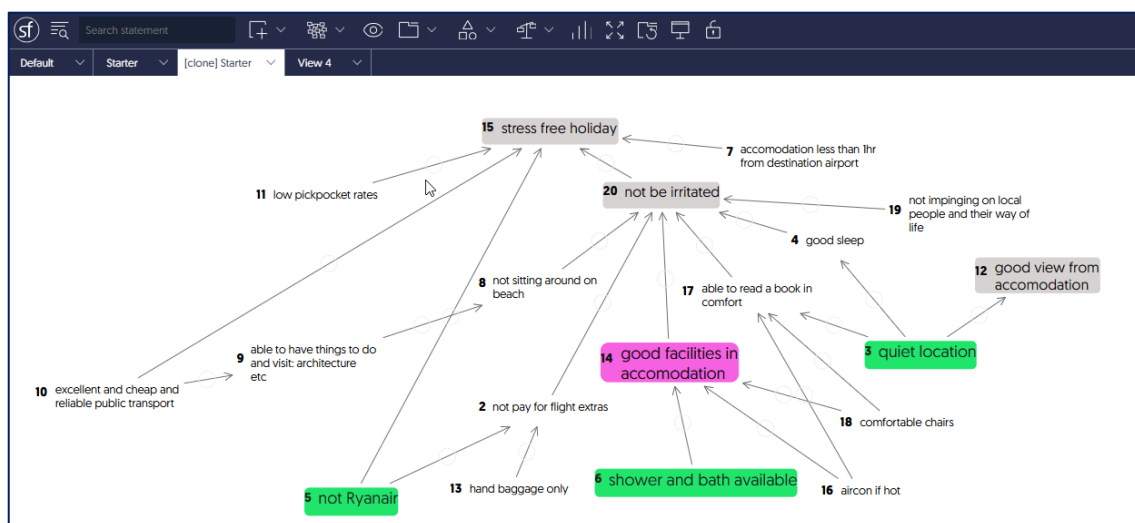 sf Search statement
Default Starter [clone] Starter View 4
15 stress free holiday
7 accomodation less than 1hr
from destination airport
11 low pickpocket rates
20 not be irritated
19 not impinging on local
people and their way of
life
4 good sleep
12 good view from
accomodation
8 not sitting around on
beach
17 able to read a book in
comfort
9 able to have things to do
and visit: architecture
etc
14 good facilities in
accomodation
3 quiet location
10 excellent and cheap and
reliable public transport
2 not pay for flight extras
18 comfortable chairs
5 not Ryanair
13 hand baggage only
6 shower and bath available
16 aircon if hot